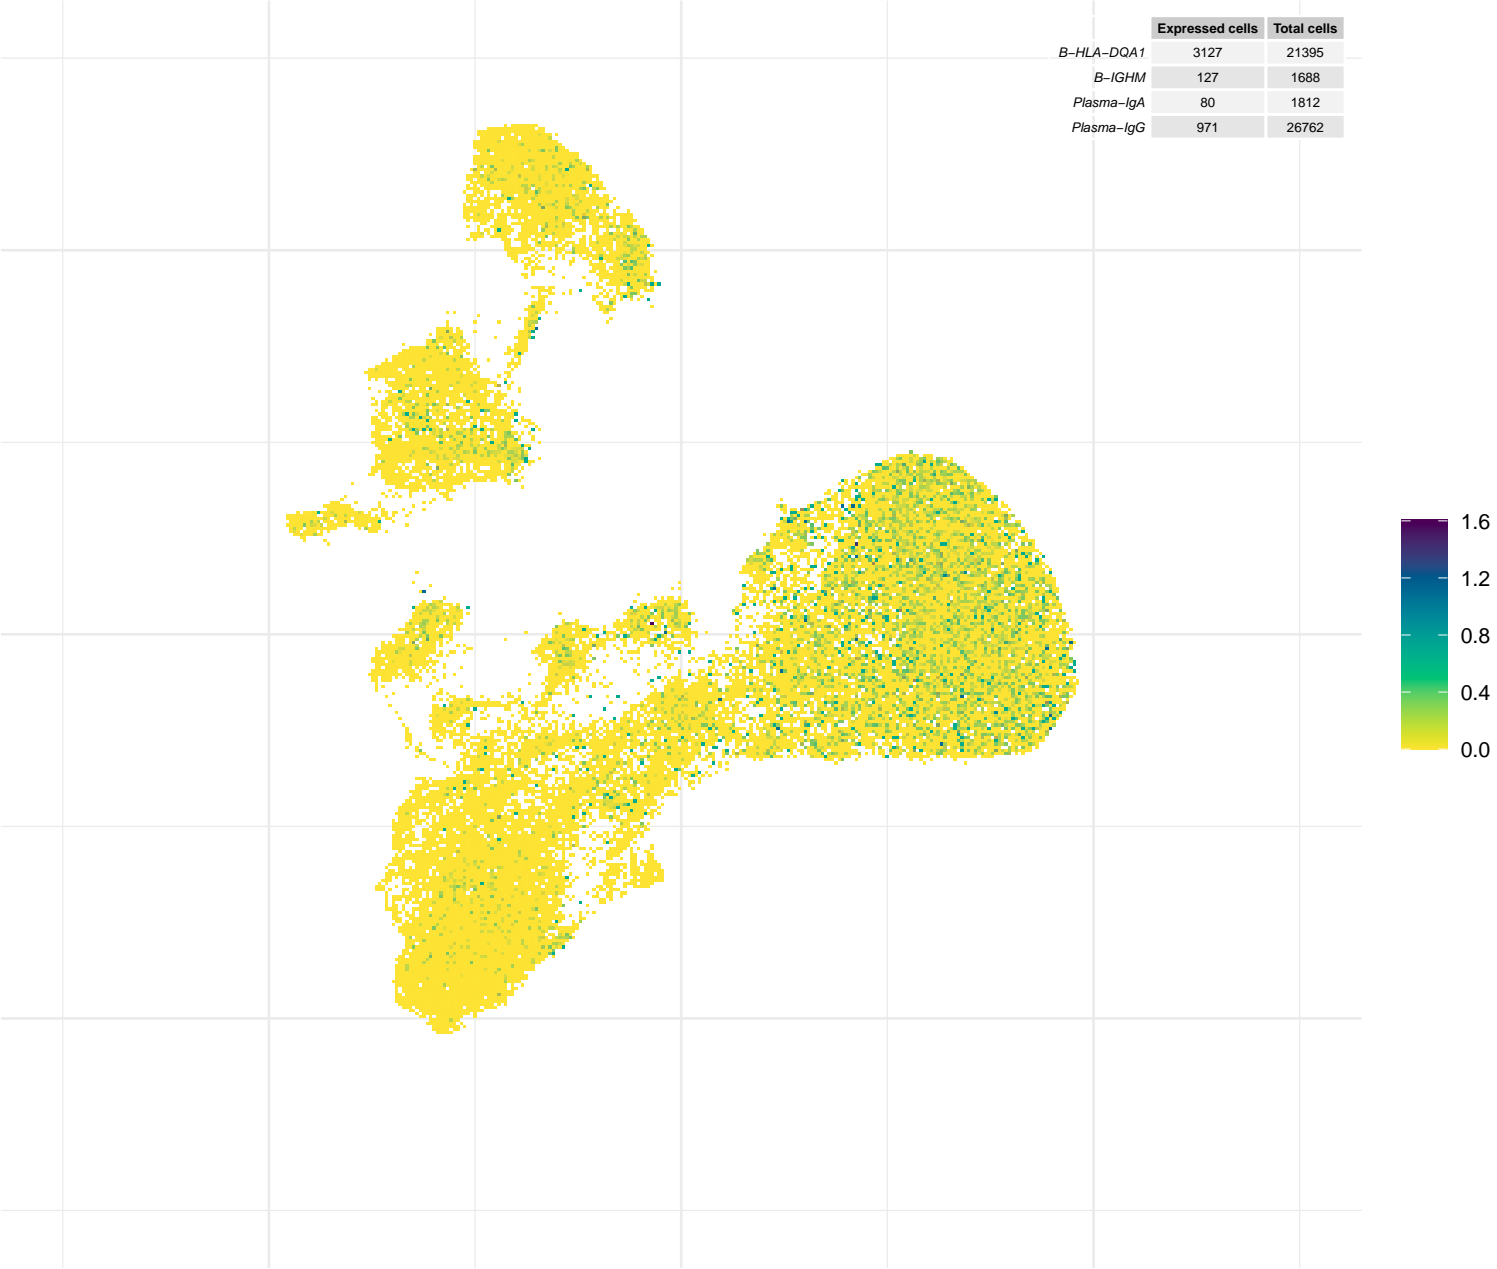 Expressed cells Total cells
B−HLA−DQA1 3127 21395
B−IGHM 127 1688
Plasma−IgA 80 1812
Plasma−IgG 971 26762
1.6
1.2
0.8
0.4
0.0